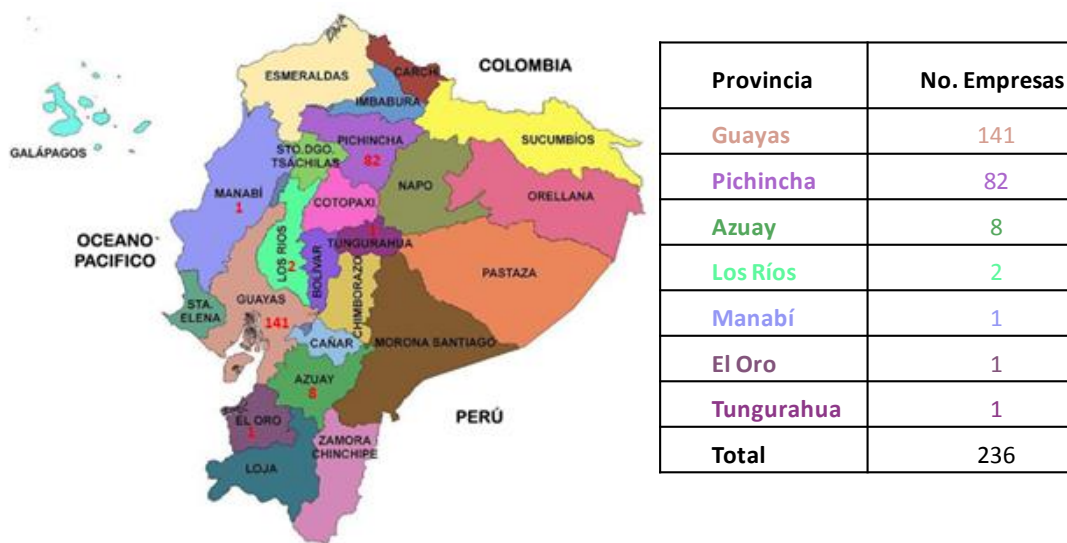 COLOMBIA
ESMERALDAS
CARCHI
IMBABURA
GALÁPAGOS
SUCUMBÍOS
PICHINCHA
82
STO.DGO.
TSÁCHILAS
MANABÍ
1
NAPO
ORELLANA
COTOPAXI
OCEANO
PACIFICO
1
TUNGURAHUA
LOS RIOS
2
BOLÍVAR
PASTAZA
STA.
ELENA
GUAYAS
141
CHIMBORAZO
CAÑAR
MORONA SANTIAGO
AZUAY
8
PERÚ
EL ORO
1
ZAMORA
CHINCHIPE
LOJA
Provincia No. Empresas
Guayas 141
Pichincha 82
Azuay 8
Los Ríos 2
Manabí 1
El Oro 1
Tungurahua 1
Total 236